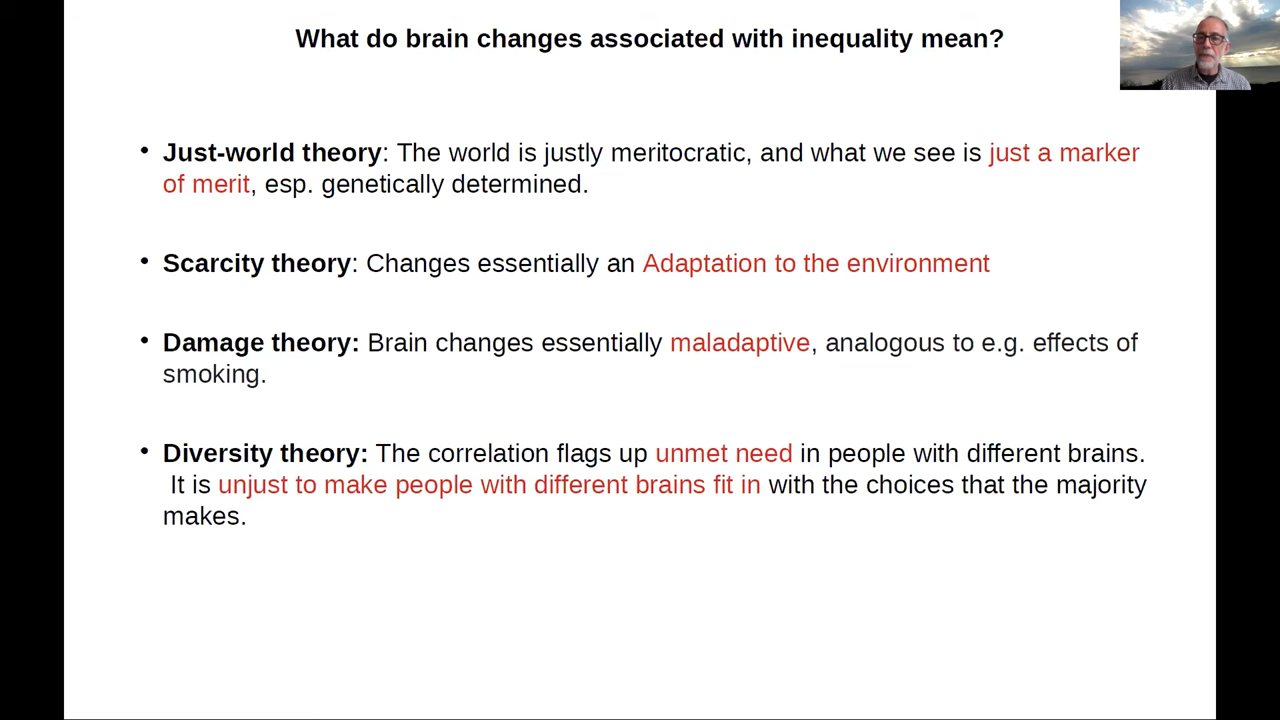 What do brain changes associated with inequality mean?
• Just-world theory: The world is justly meritocratic, and what we see is just a marker
of merit, esp. genetically determined.
• Scarcity theory: Changes essentially an Adaptation to the environment
• Damage theory: Brain changes essentially maladaptive, analogous to e.g. effects of
smoking.
• Diversity theory: The correlation flags up unmet need in people with different brains.
It is unjust to make people with different brains fit in with the choices that the majority
makes.